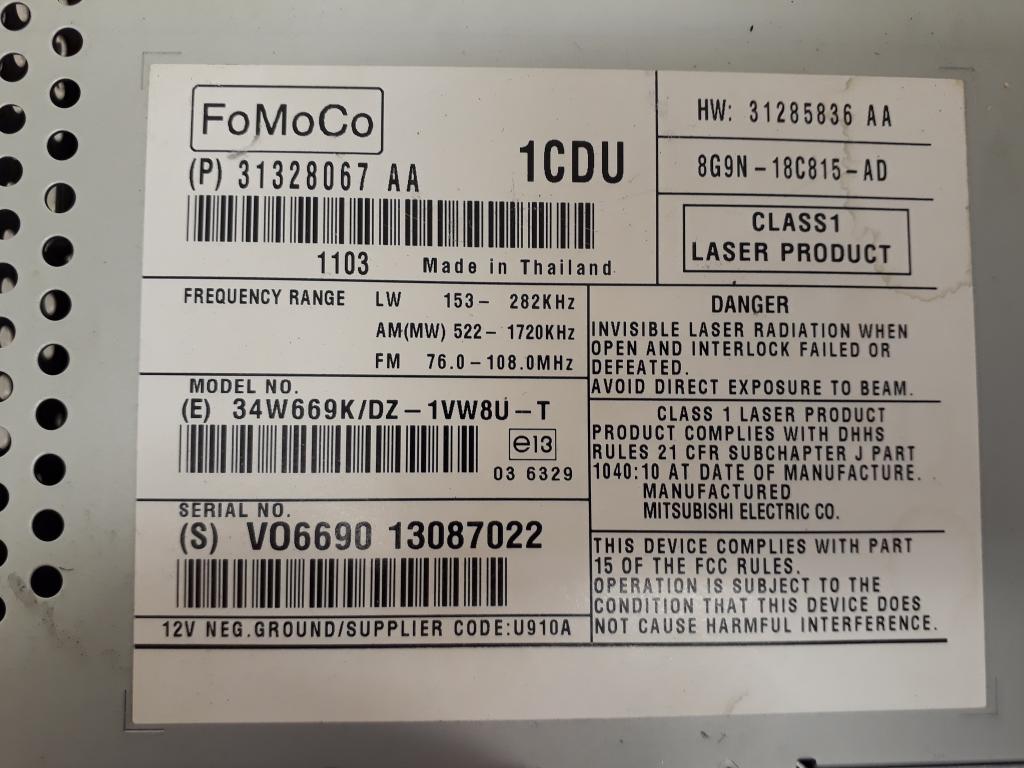 FoMoCo
(P) 31328067 AA
1CDU
1103 Made in Thailand
HW: 31285836 AA
8G9N-18C815-AD
CLASS1
LASER PRODUCT
FREQUENCY RANGE LW 153- 282KHz
AM(MW) 522- 1720KHz
FM 76.0-108.0MHz
MODEL NO.
(E) 34W669K/DZ-1VW8U-T
e13
03 6329
SERIAL NO.
(S) VO6690 13087022
12V NEG.GROUND/SUPPLIER CODE:U910A
DANGER
INVISIBLE LASER RADIATION WHEN
OPEN AND INTERLOCK FAILED OR
DEFEATED.
AVOID DIRECT EXPOSURE TO BEAM.
CLASS 1 LASER PRODUCT
PRODUCT COMPLIES WITH DHHS
RULES 21 CFR SUBCHAPTER J PART
1040:10 AT DATE OF MANUFACTURE.
MANUFACTURED
MITSUBISHI ELECTRIC CO.
THIS DEVICE COMPLIES WITH PART
15 OF THE FCC RULES.
OPERATION IS SUBJECT TO THE
CONDITION THAT THIS DEVICE DOES
NOT CAUSE HARMFUL INTERFERENCE.